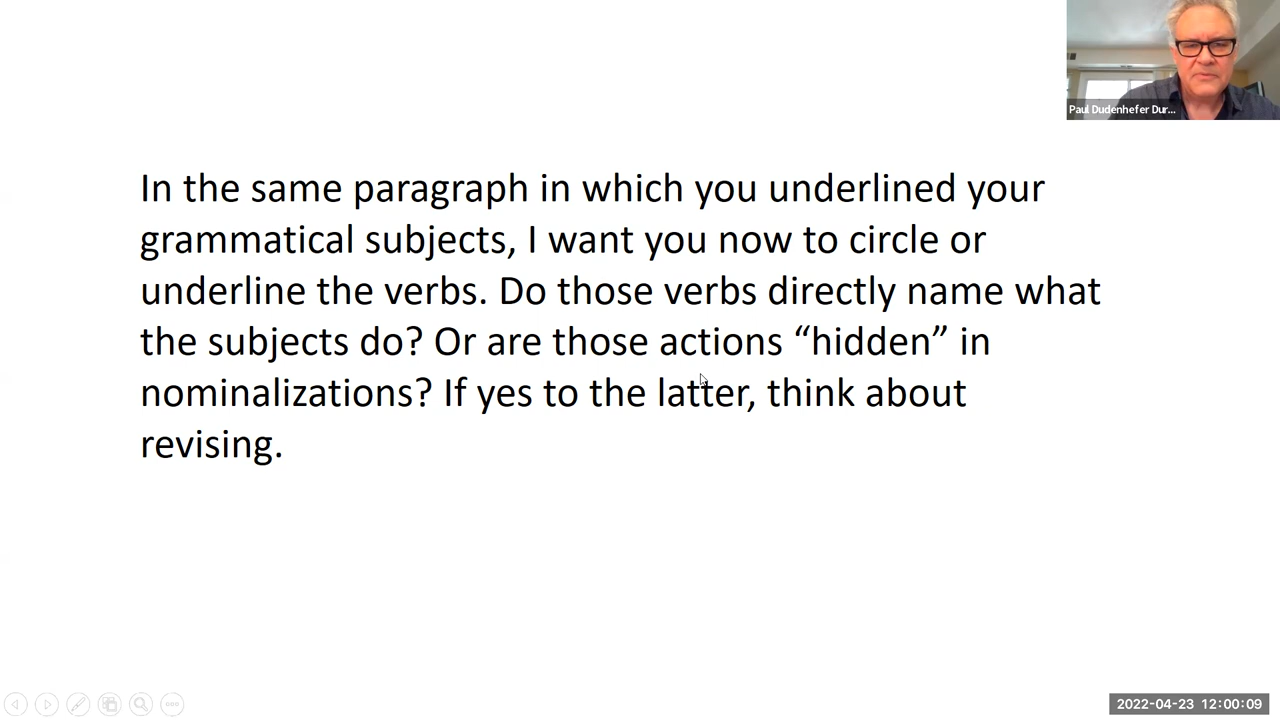 Paul Dudenhefer Dur...
In the same paragraph in which you underlined your
grammatical subjects, I want you now to circle or
underline the verbs. Do those verbs directly name what
the subjects do? Or are those actions “hidden” in
nominalizations? If yes to the latter, think about
revising.
2022-04-23 12:00:09